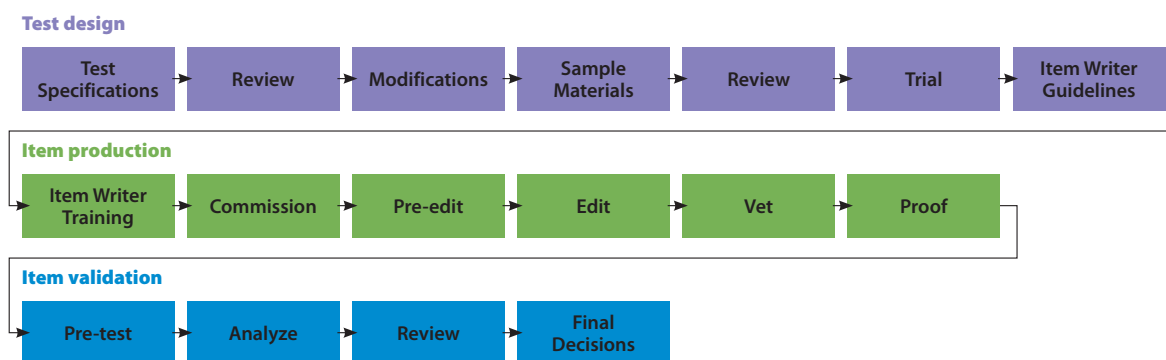 Test design
Test
Specifications
Review
Modifications
Sample
Materials
Review
Trial
Item Writer
Guidelines
Item production
Item Writer
Training
Commission
Pre-edit
Edit
Vet
Proof
Item validation
Pre-test
Analyze
Review
Final
Decisions